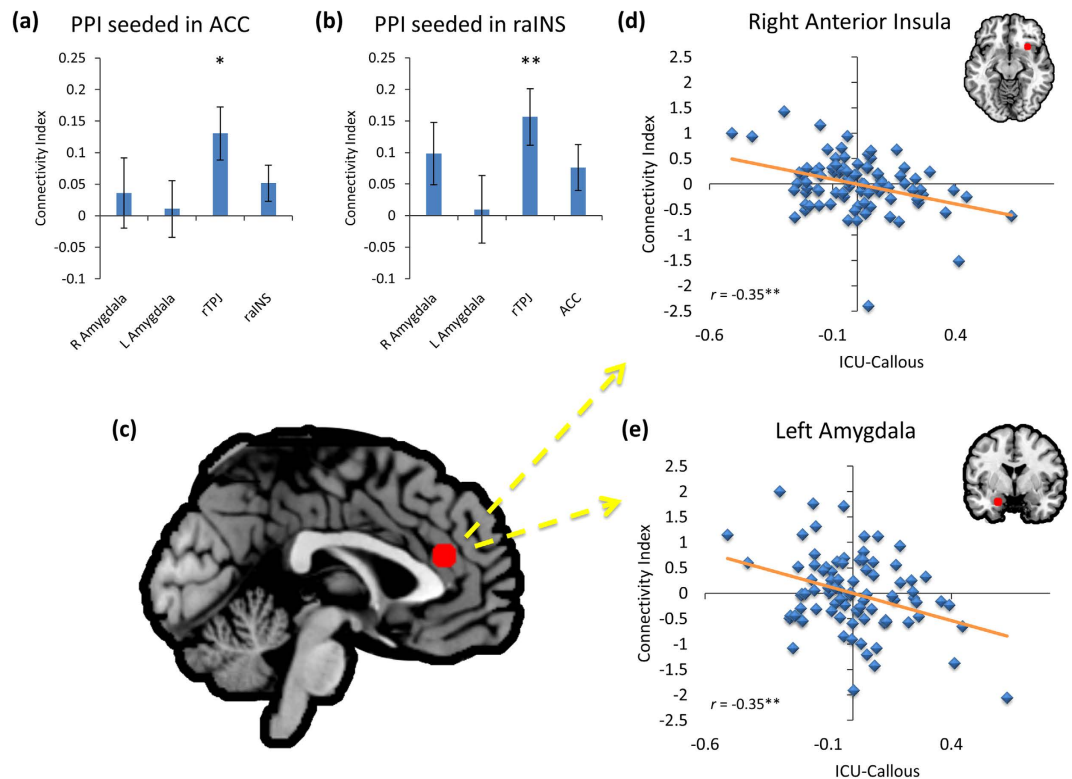 (a)
PPI seeded in ACC
*
0.25
0.2
0.15
0.1
0.05
0
-0.05
-0.1
Connectivity Index
R Amygdala
L Amygdala
rTPJ
raINS
(b)
PPI seeded in raINS
**
0.25
0.2
0.15
0.1
0.05
0
-0.05
-0.1
Connectivity Index
R Amygdala
L Amygdala
rTPJ
ACC
(c)
(d)
Right Anterior Insula
2.5
2
1.5
1
0.5
0
-0.5
-1
-1.5
-2
-2.5
Connectivity Index
r = -0.35**
-0.6
-0.1
0.4
ICU-Callous
(e)
Left Amygdala
2.5
2
1.5
1
0.5
0
-0.5
-1
-1.5
-2
-2.5
Connectivity Index
r = -0.35**
-0.6
-0.1
0.4
ICU-Callous